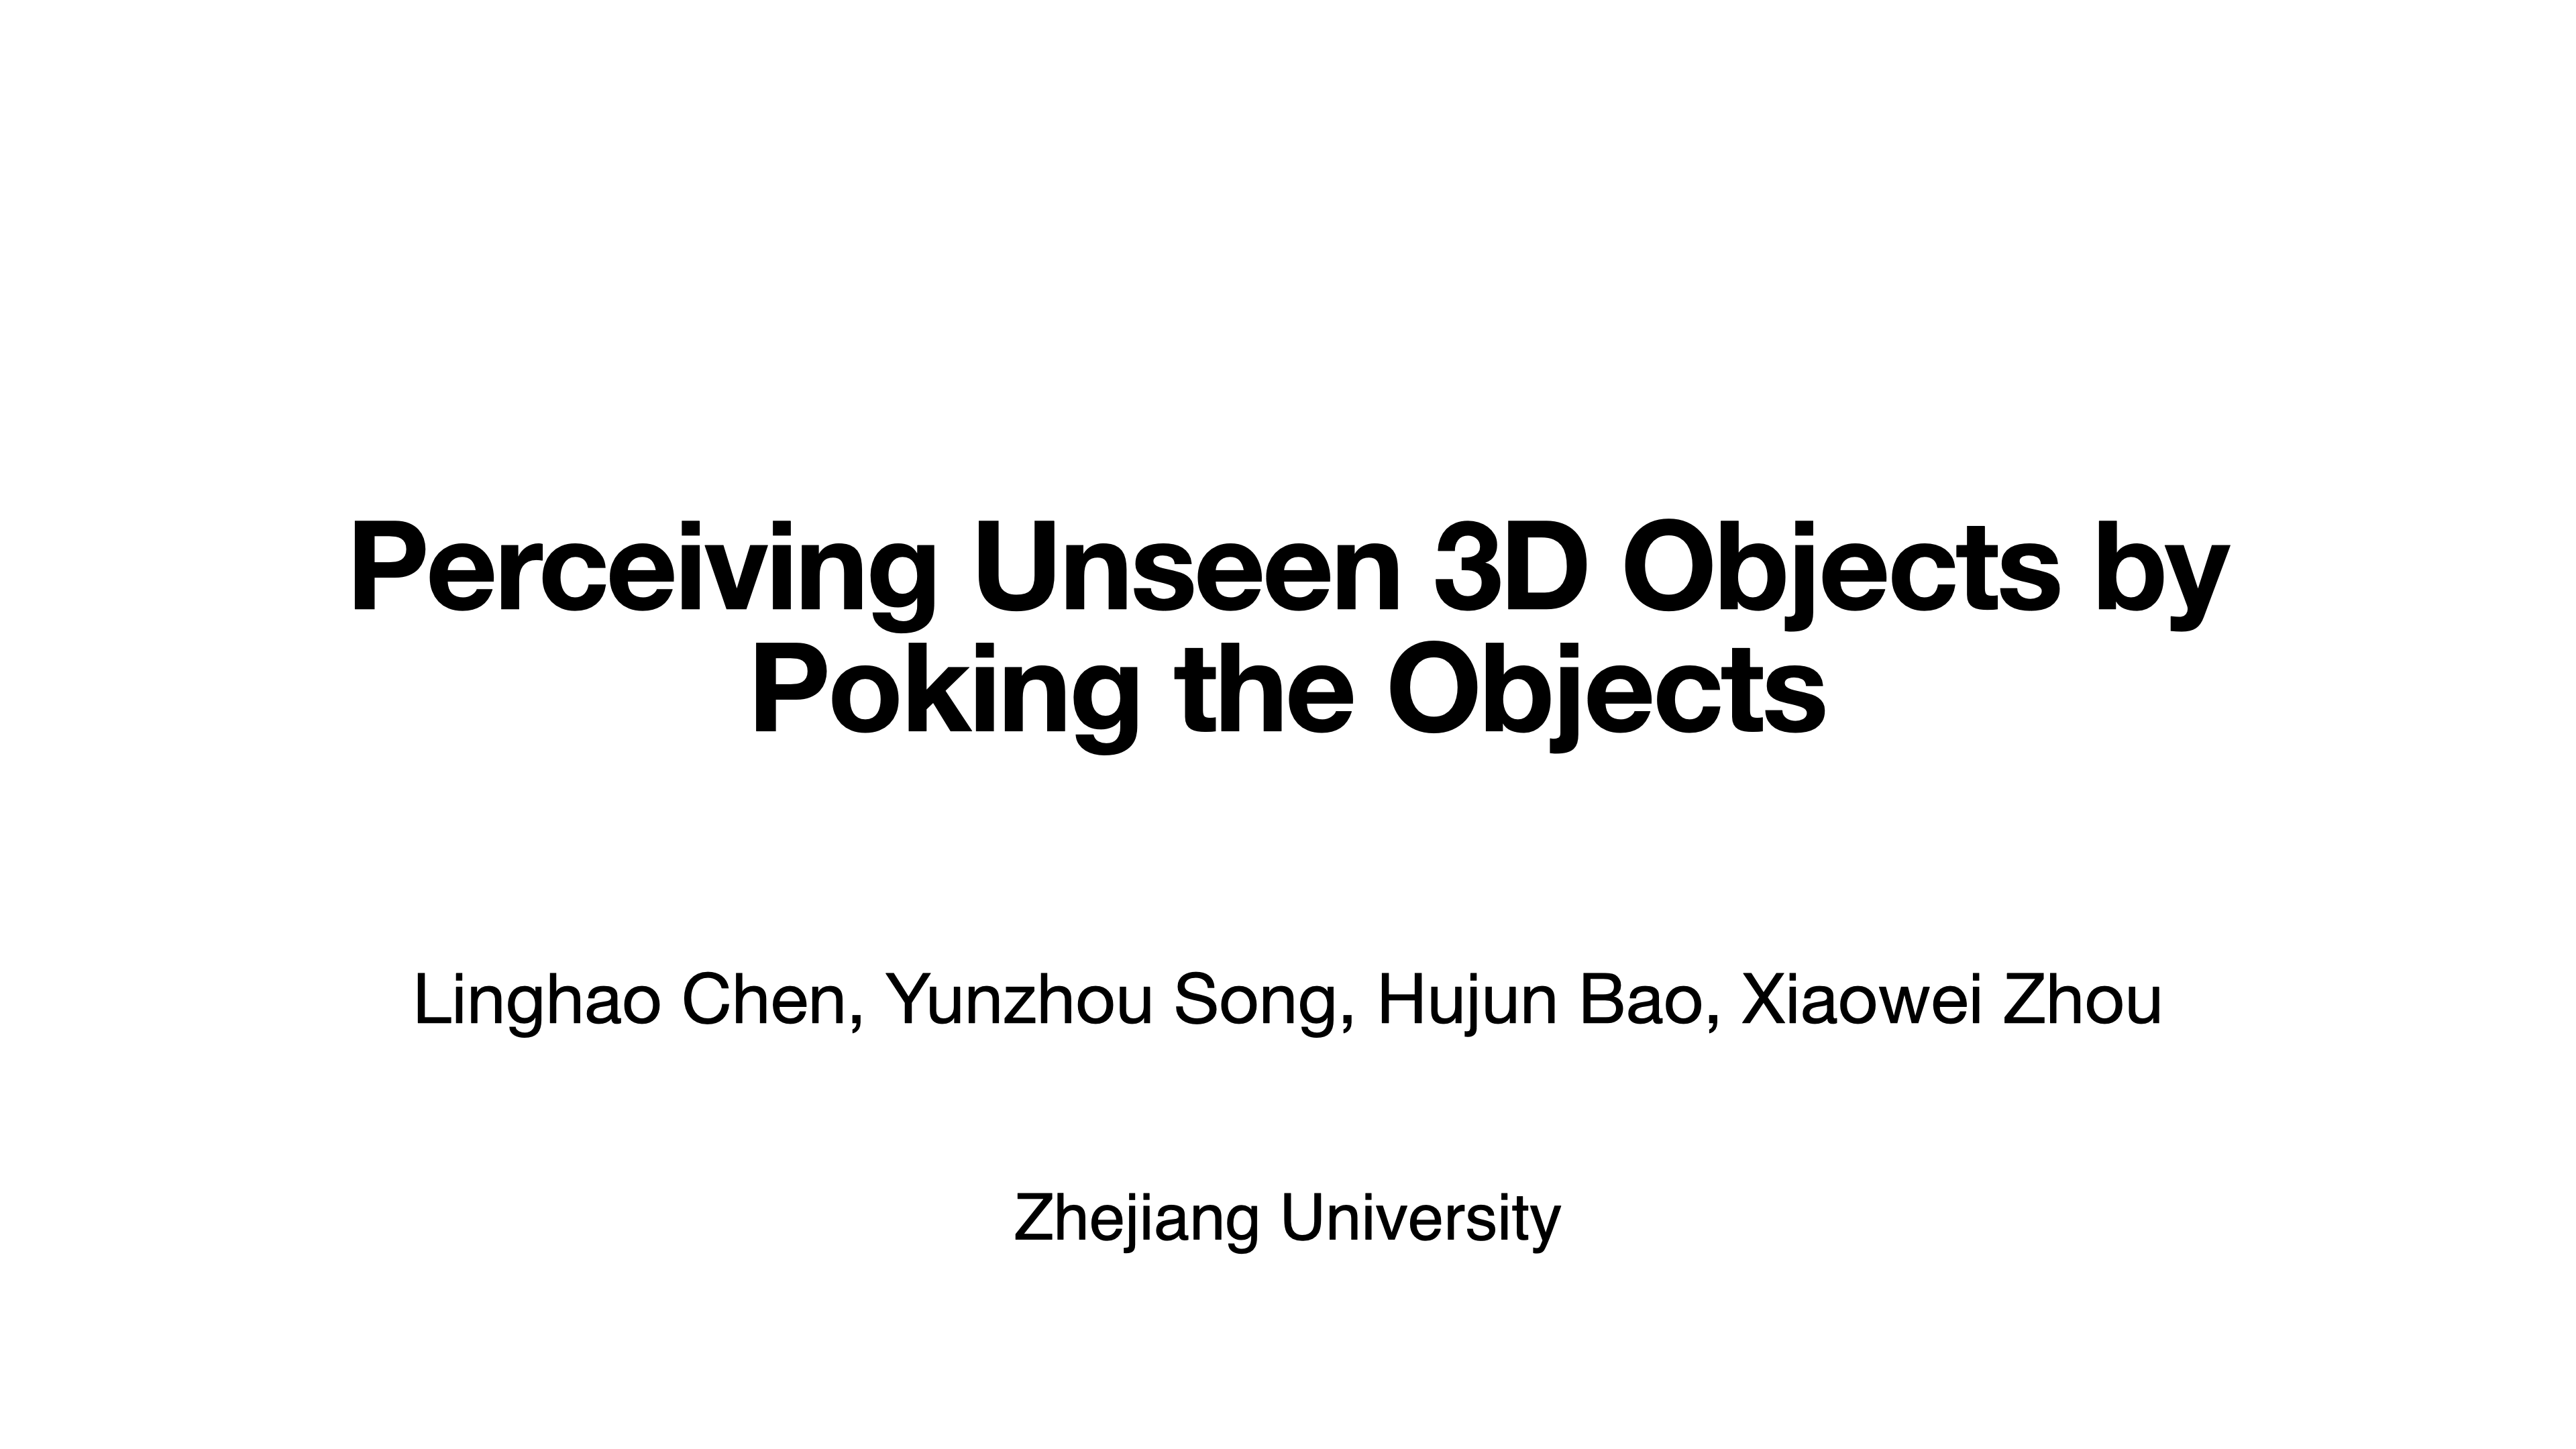 Perceiving Unseen 3D Objects by
Poking the Objects
Linghao Chen, Yunzhou Song, Hujun Bao, Xiaowei Zhou
Zhejiang University